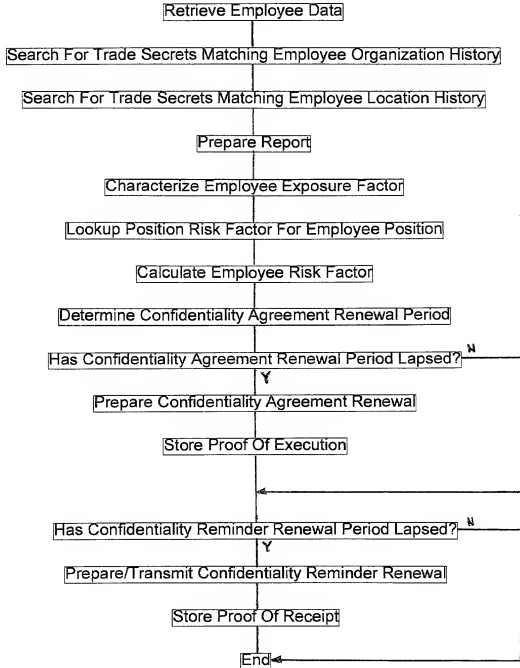 Retrieve Employee Data
Search For Trade Secrets Matching Employee Organization History
Search For Trade Secrets Matching Employee Location History
Prepare Report
Characterize Employee Exposure Factor
Lookup Position Risk Factor For Employee Position
Calculate Employee Risk Factor
Determine Confidentiality Agreement Renewal Period
Has Confidentiality Agreement Renewal Period Lapsed? N
Y
Prepare Confidentiality Agreement Renewal
Store Proof Of Execution
Has Confidentiality Reminder Renewal Period Lapsed? N
Y
Prepare/Transmit Confidentiality Reminder Renewal
Store Proof Of Receipt
End